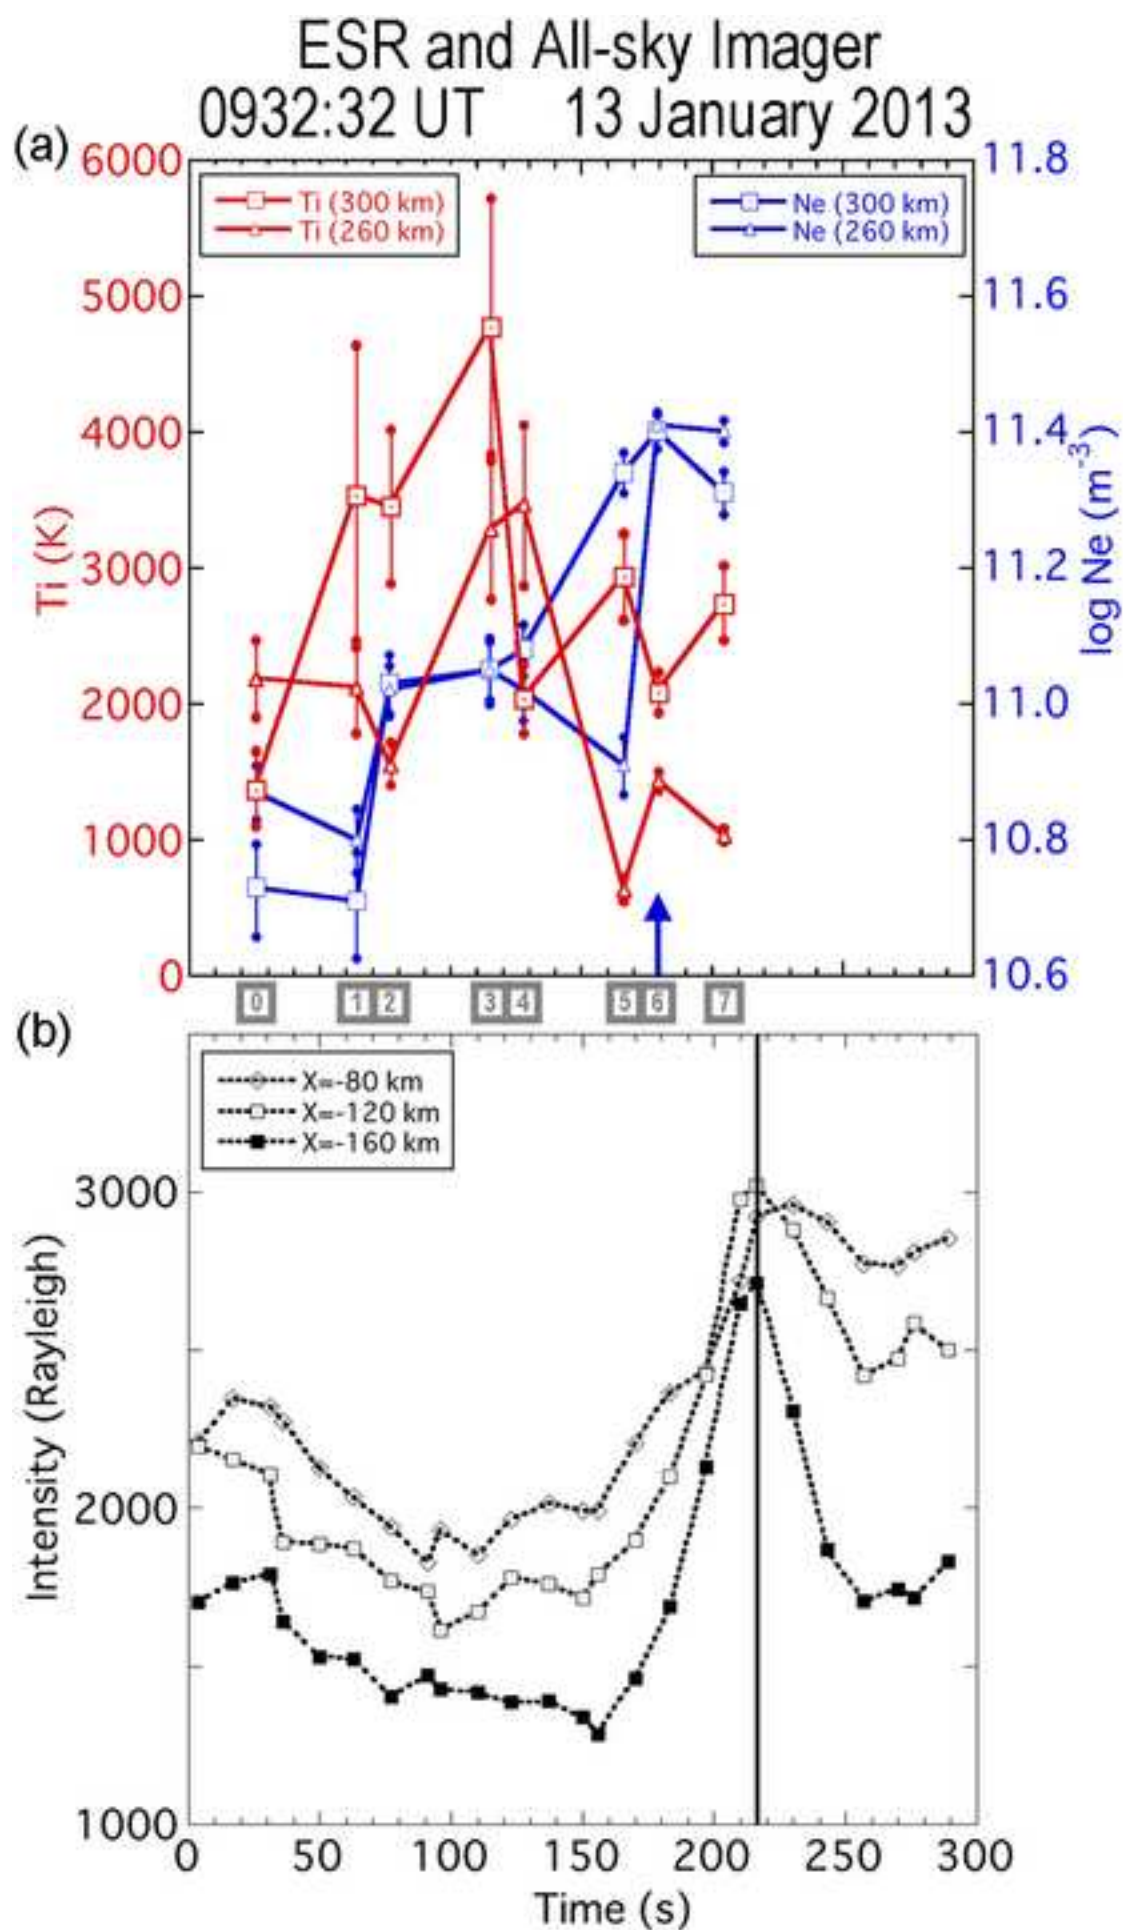 ESR and All-sky Imager
0932:32 UT 13 January 2013
(a)
6000
5000
4000
3000
2000
1000
0
Ti (K)
Ti (300 km)
Ti (260 km)
Ne (300 km)
Ne (260 km)
11.8
11.6
11.4
11.2
11.0
10.8
10.6
log Ne (m-3)
0 1 2 3 4 5 6 7
(b)
X=-80 km
X=-120 km
X=-160 km
3000
2000
1000
Intensity (Rayleigh)
0 50 100 150 200 250 300
Time (s)